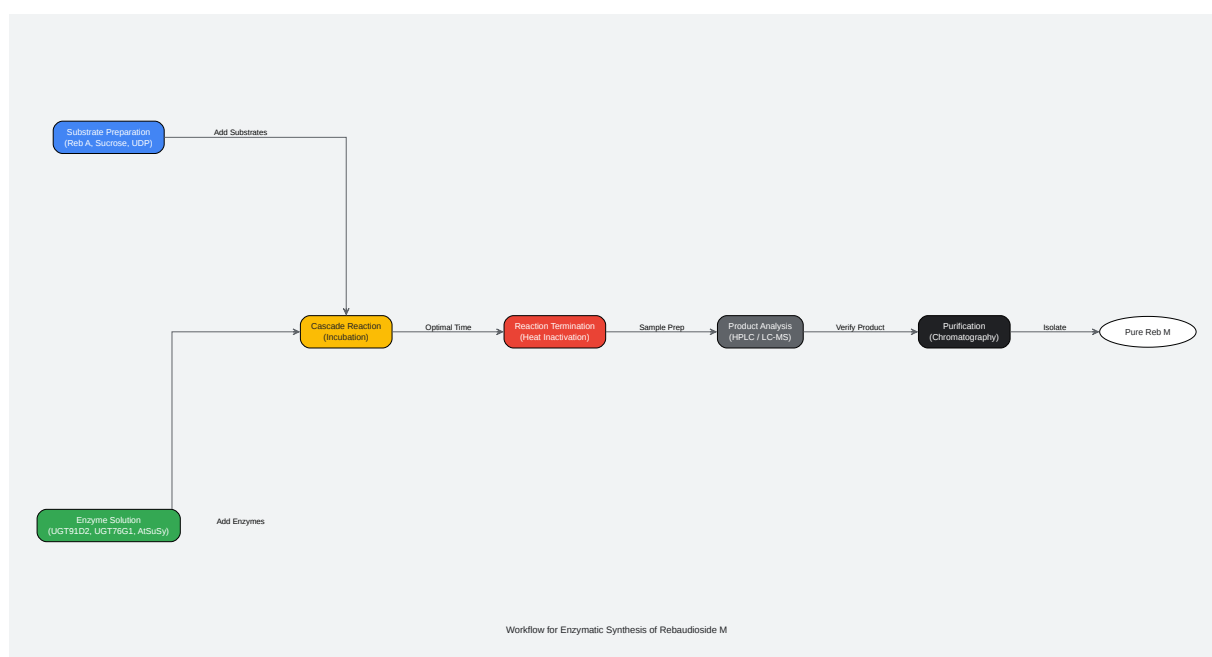 Substrate Preparation
(Reb A, Sucrose, UDP)
Add Substrates
Cascade Reaction
(Incubation)
Optimal Time
Reaction Termination
(Heat Inactivation)
Sample Prep
Product Analysis
(HPLC / LC-MS)
Verify Product
Purification
(Chromatography)
Isolate
Pure Reb M
Enzyme Solution
(UGT91D2, UGT76G1, AtSuSy)
Add Enzymes
Workflow for Enzymatic Synthesis of Rebaudioside M